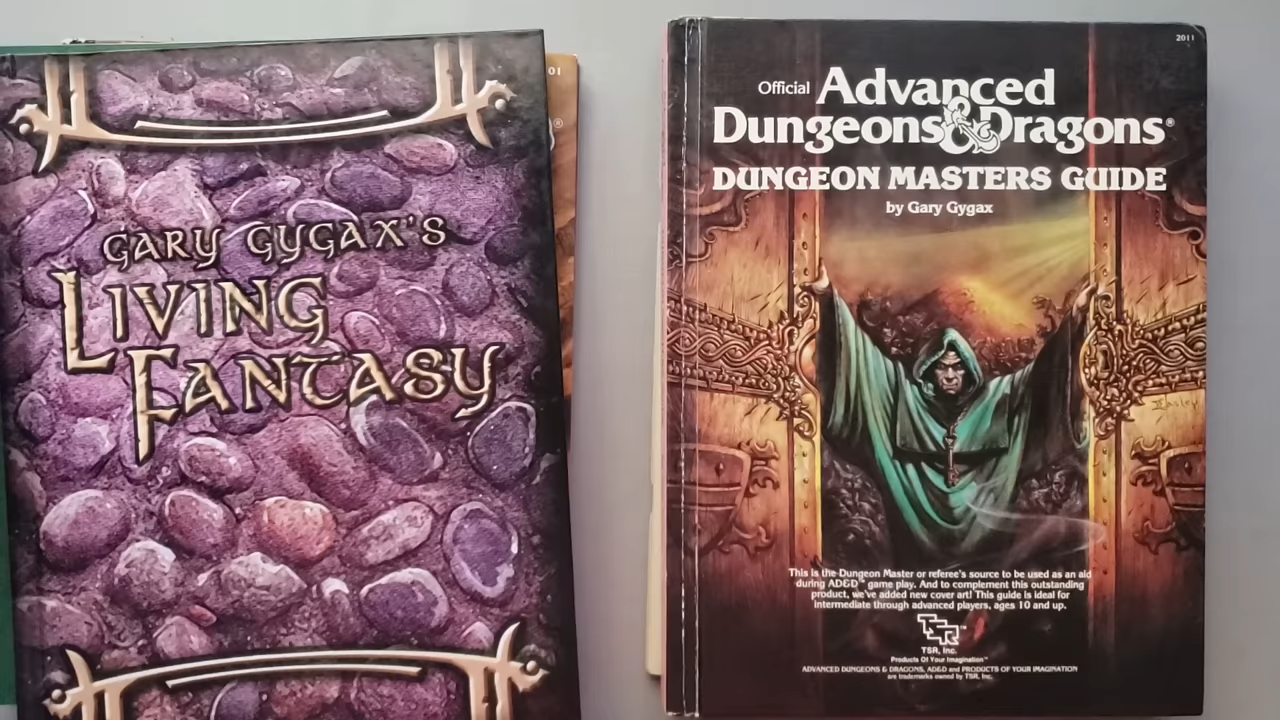 GARY GYGAX'S
LIVING
FANTASY
01
®
2011
Official Advanced
Dungeons & Dragons®
DUNGEON MASTERS GUIDE
by Gary Gygax
Easley
This is the Dungeon Master or referee's source to be used as an aid
during AD&D™ game play. And to complement this outstanding
product, we've added new cover art! This guide is ideal for
intermediate through advanced players, ages 10 and up.
TSR™
TSR, Inc.
Products Of Your Imagination™
ADVANCED DUNGEONS & DRAGONS, AD&D and PRODUCTS OF YOUR IMAGINATION
are trademarks owned by TSR, Inc.